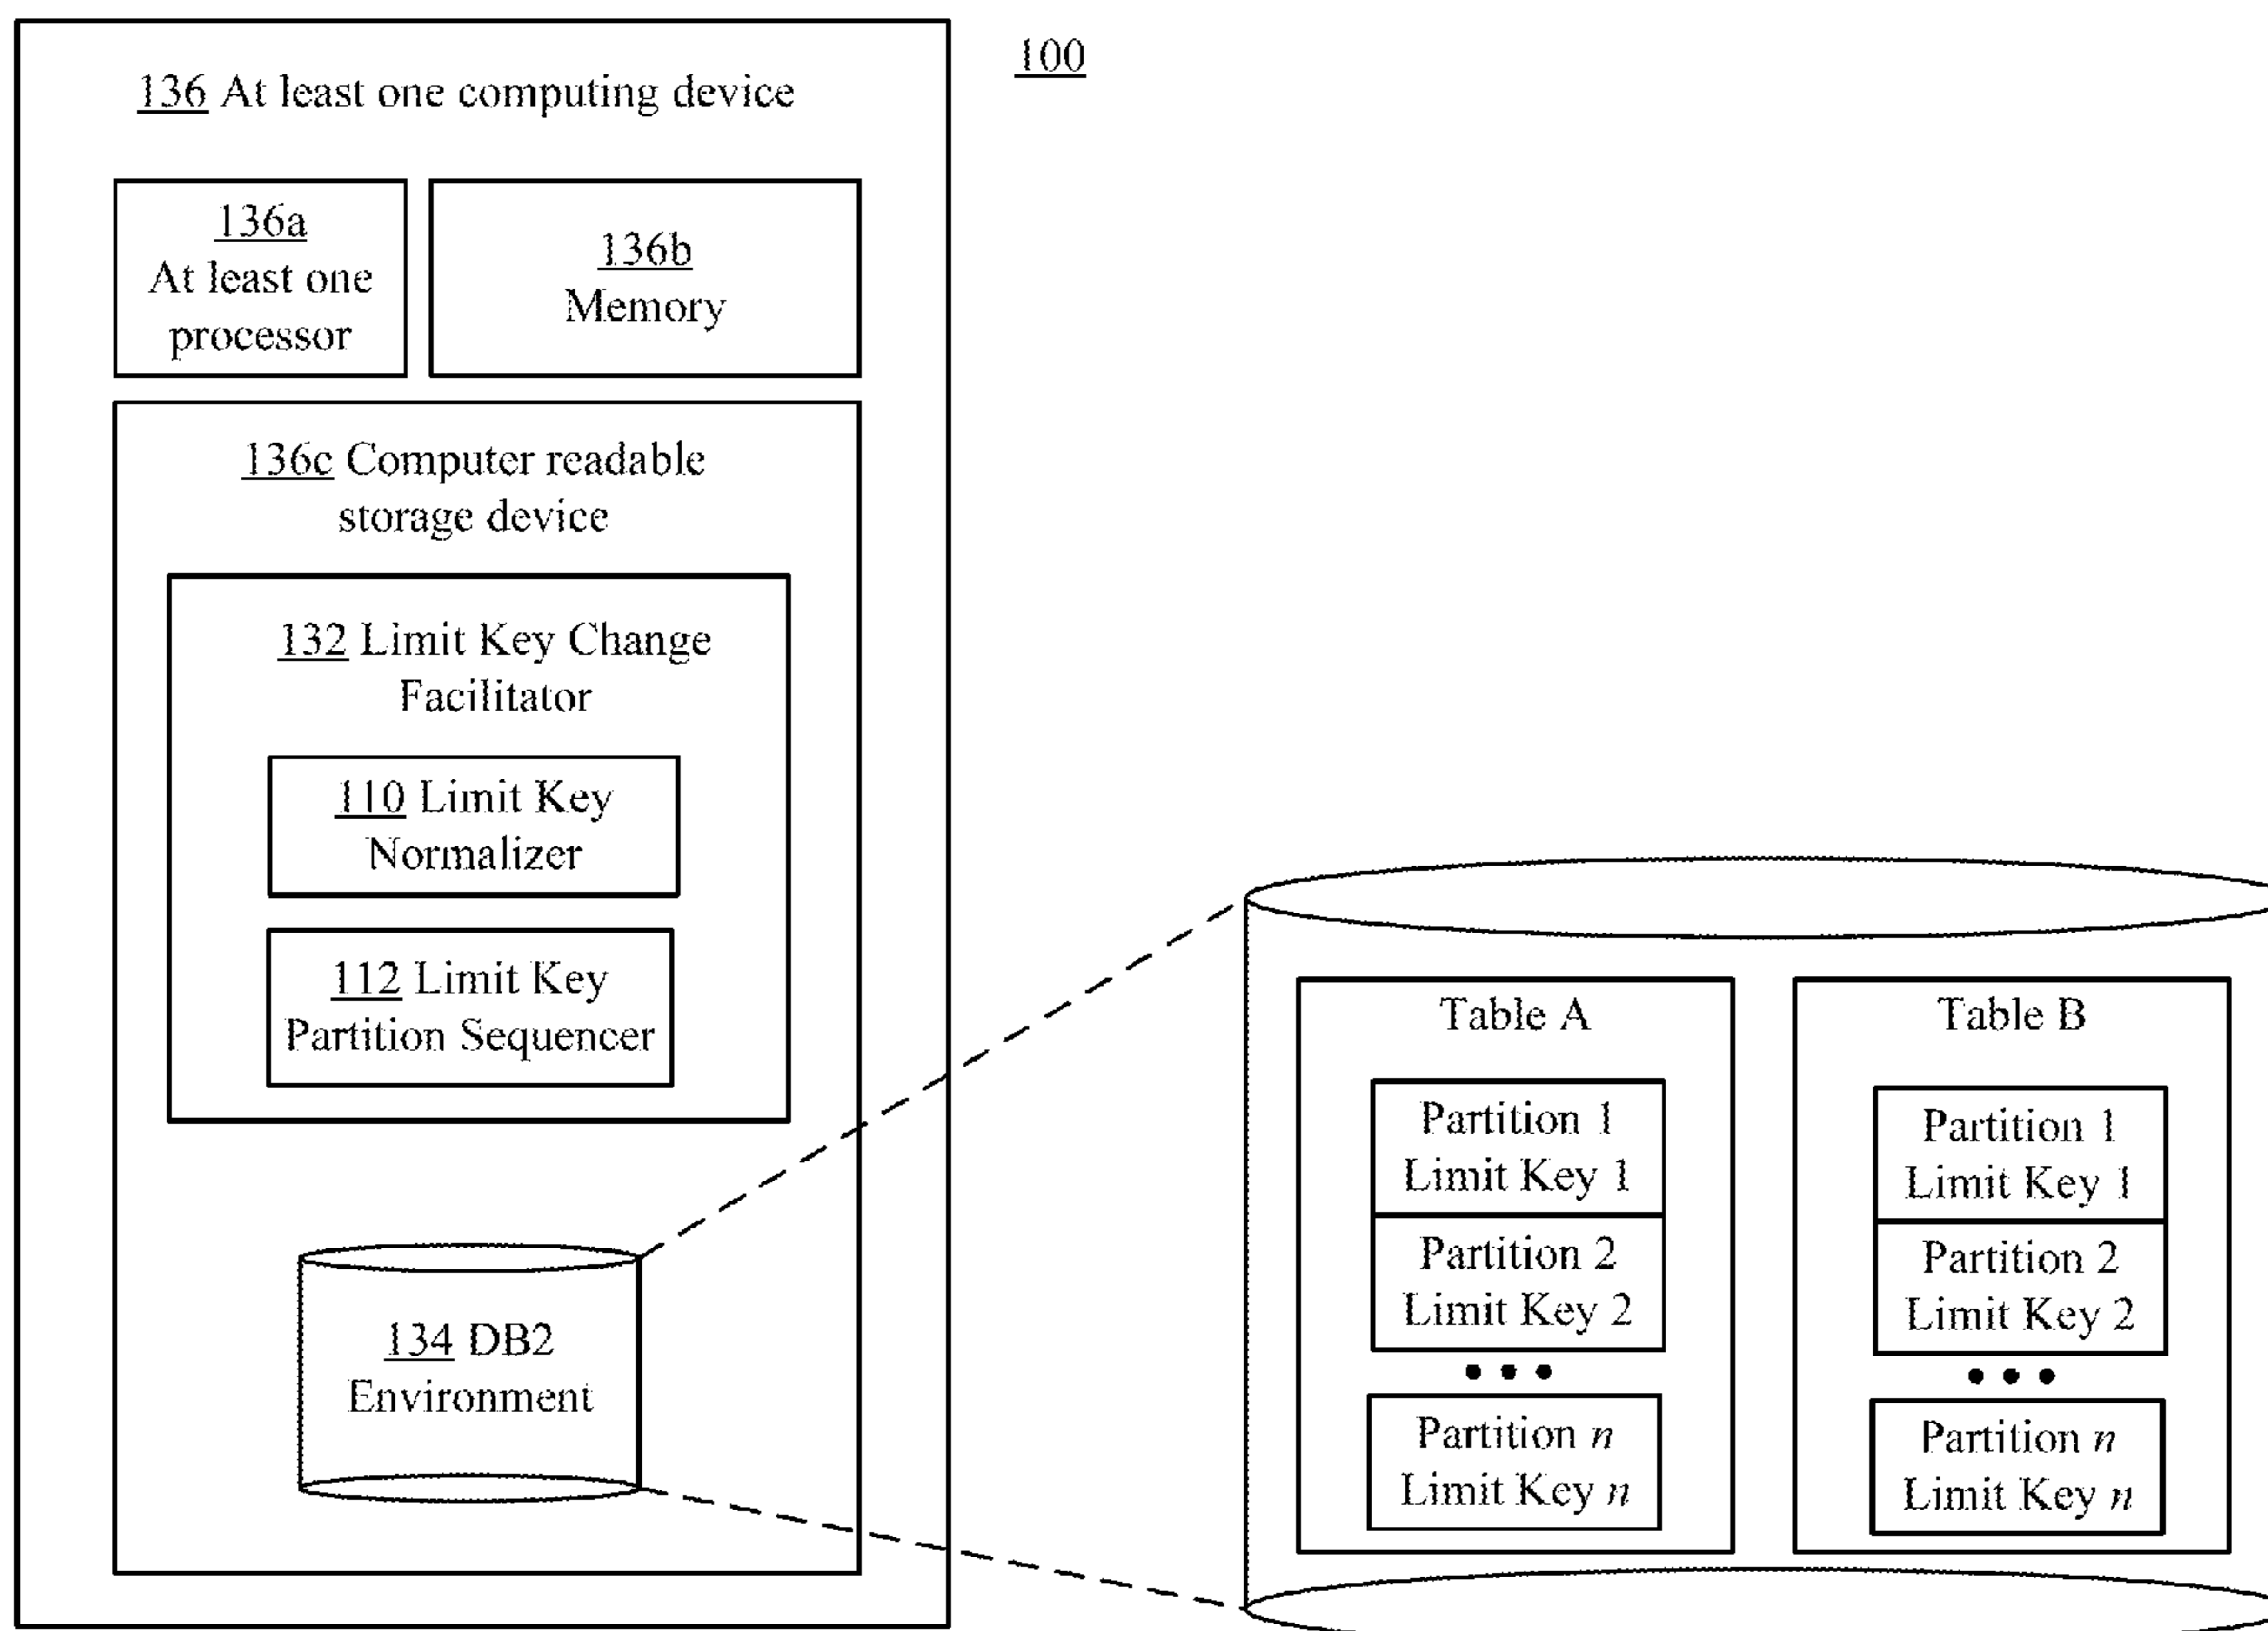 100
136 At least one computing device
136a
At least one
processor
136b
Memory
136c Computer readable
storage device
132 Limit Key Change
Facilitator
110 Limit Key
Normalizer
112 Limit Key
Partition Sequencer
134 DB2
Environment
Table A
Partition 1
Limit Key 1
Partition 2
Limit Key 2
•••
Partition n
Limit Key n
Table B
Partition 1
Limit Key 1
Partition 2
Limit Key 2
•••
Partition n
Limit Key n